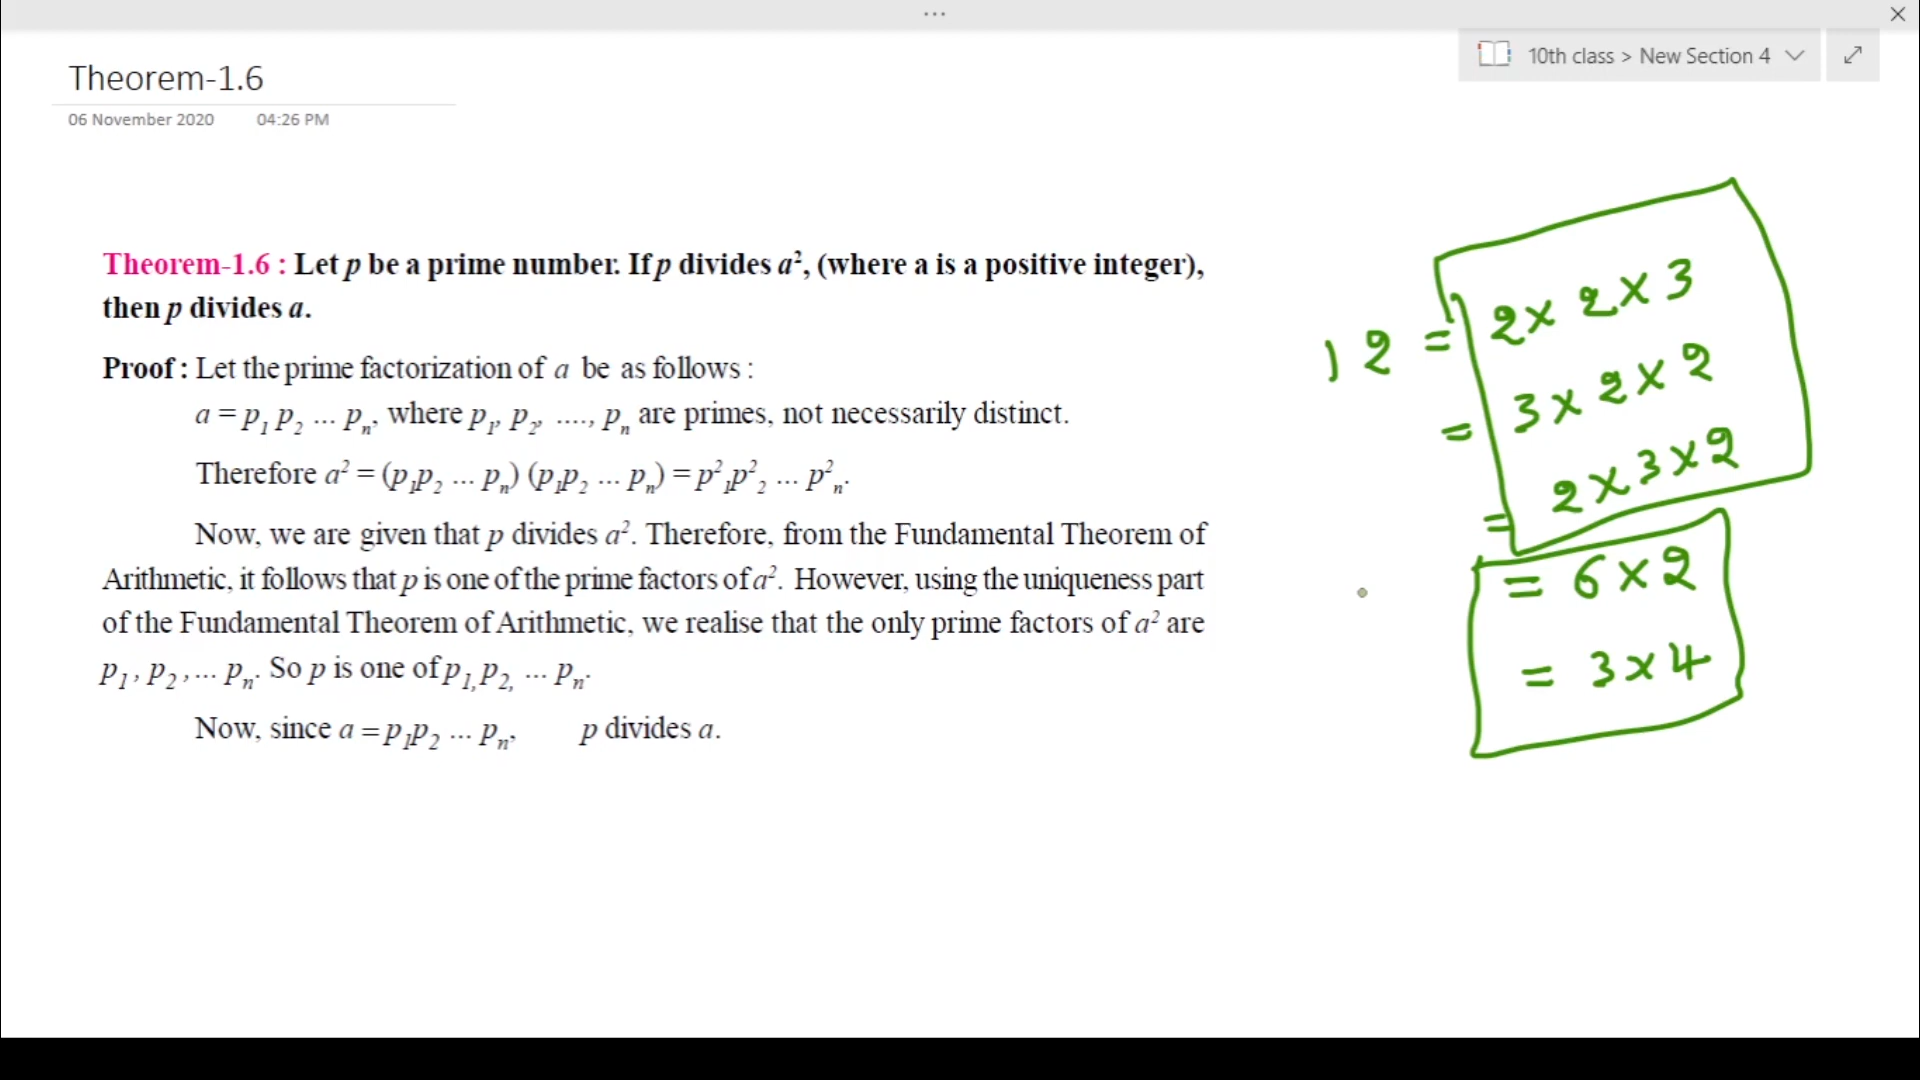 ...
10th class > New Section 4
Theorem-1.6
06 November 2020 04:26 PM
Theorem-1.6 : Let p be a prime number. If p divides a², (where a is a positive integer),
then p divides a.
Proof : Let the prime factorization of a be as follows :
a = p₁ p₂ ... pₙ, where p₁, p₂, ...., pₙ are primes, not necessarily distinct.
Therefore a² = (p₁p₂ ... pₙ) (p₁p₂ ... pₙ) = p²₁p²₂ ... p²ₙ.
Now, we are given that p divides a². Therefore, from the Fundamental Theorem of
Arithmetic, it follows that p is one of the prime factors of a². However, using the uniqueness part
of the Fundamental Theorem of Arithmetic, we realise that the only prime factors of a² are
p₁, p₂, ... pₙ. So p is one of p₁, p₂, ... pₙ.
Now, since a = p₁p₂ ... pₙ, p divides a.
12 = 2 × 2 × 3
= 3 × 2 × 2
= 2 × 3 × 2
= 6 × 2
= 3 × 4